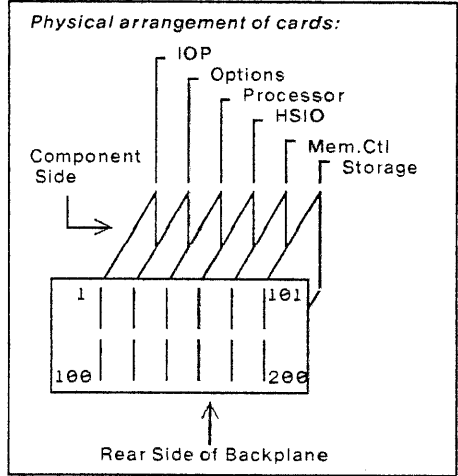 Physical arrangement of cards:
IOP
Options
Processor
HSIO
Mem.Ctl
Storage
Component
Side
1 101
100 200
Rear Side of Backplane